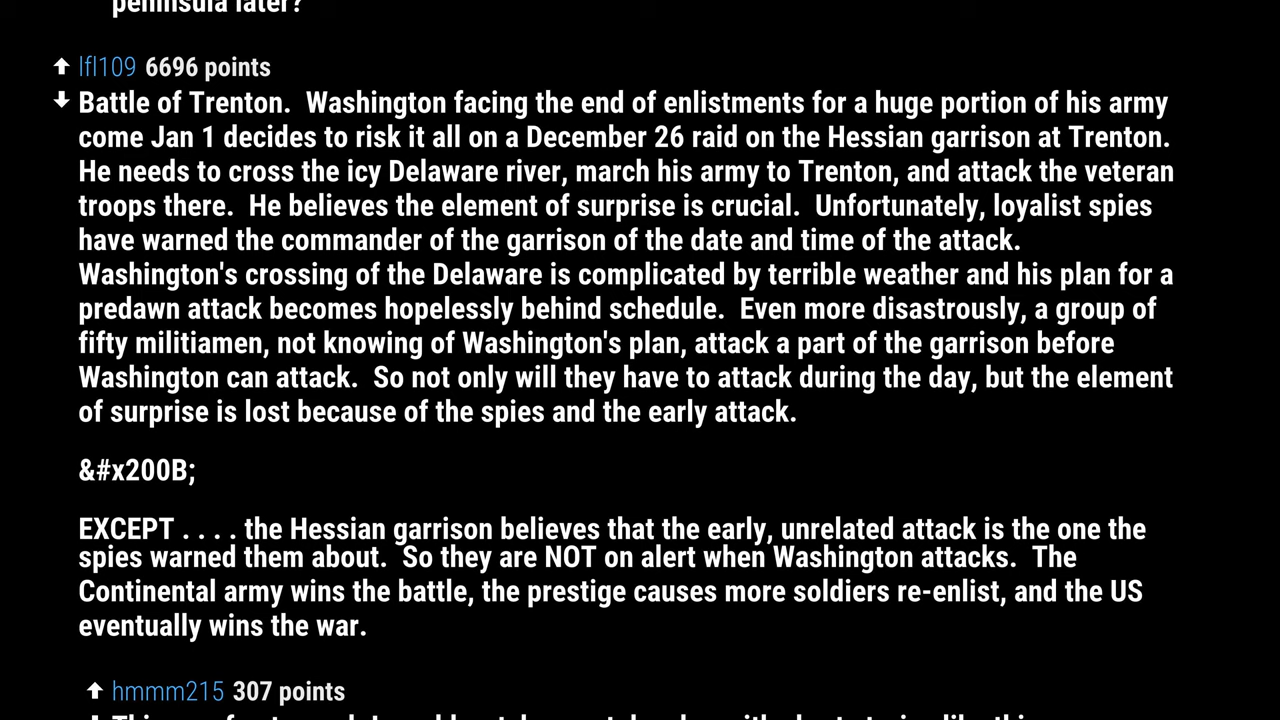 peninsula later?
lfl109 6696 points
Battle of Trenton.  Washington facing the end of enlistments for a huge portion of his army
come Jan 1 decides to risk it all on a December 26 raid on the Hessian garrison at Trenton.
He needs to cross the icy Delaware river, march his army to Trenton, and attack the veteran
troops there.  He believes the element of surprise is crucial.  Unfortunately, loyalist spies
have warned the commander of the garrison of the date and time of the attack.
Washington's crossing of the Delaware is complicated by terrible weather and his plan for a
predawn attack becomes hopelessly behind schedule.  Even more disastrously, a group of
fifty militiamen, not knowing of Washington's plan, attack a part of the garrison before
Washington can attack.  So not only will they have to attack during the day, but the element
of surprise is lost because of the spies and the early attack.
&#x200B;
EXCEPT . . . . the Hessian garrison believes that the early, unrelated attack is the one the
spies warned them about.  So they are NOT on alert when Washington attacks.  The
Continental army wins the battle, the prestige causes more soldiers re-enlist, and the US
eventually wins the war.
hmmm215 307 points